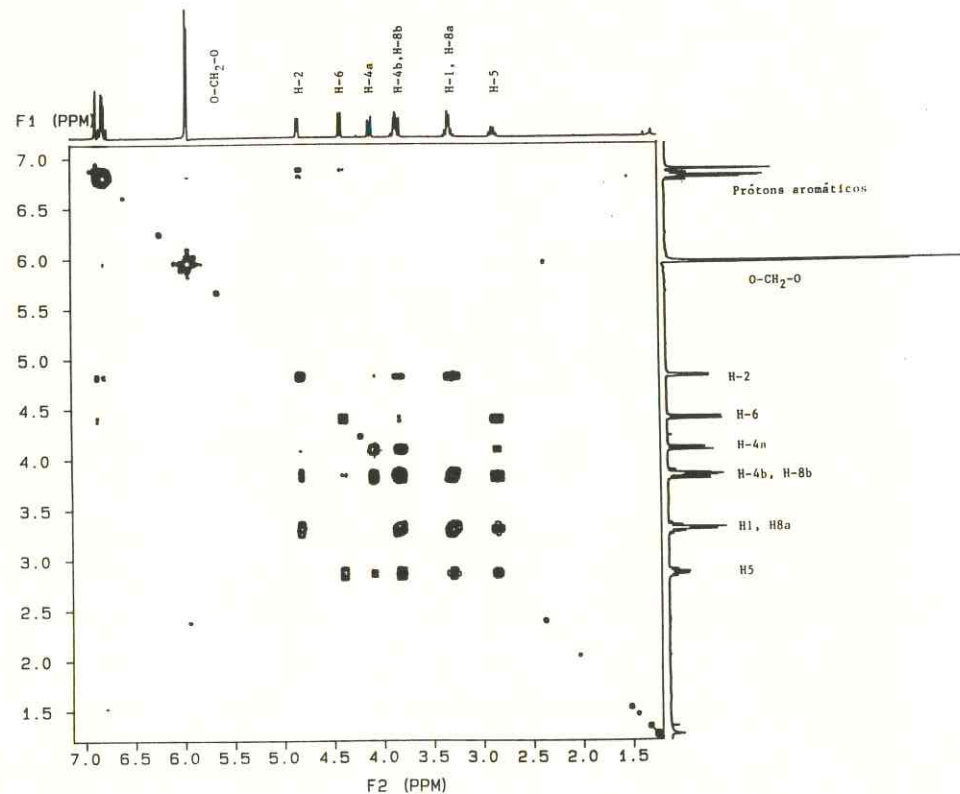 O-CH2-O
H-2
H-6
H-4a
H-4b,H-8b
H-1, H-8a
H-5
F1 (PPM)
7.0
6.5
6.0
5.5
5.0
4.5
4.0
3.5
3.0
2.5
2.0
1.5
Prótons aromáticos
O-CH2-O
H-2
H-6
H-4a
H-4b, H-8b
H1, H8a
H5
7.0 6.5 6.0 5.5 5.0 4.5 4.0 3.5 3.0 2.5 2.0 1.5
F2 (PPM)